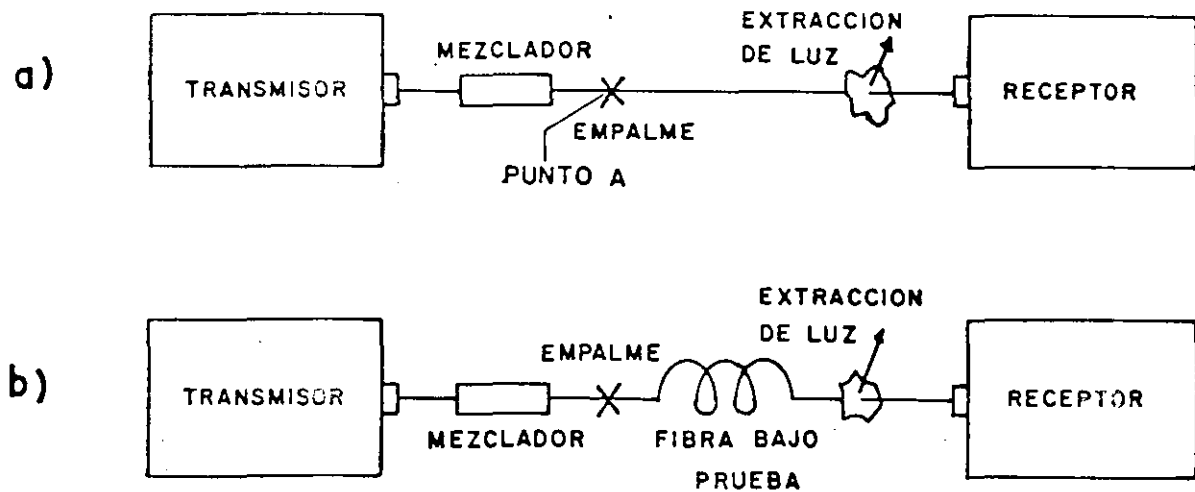 a)
TRANSMISOR
MEZCLADOR
EMPALME
PUNTO A
EXTRACCION
DE LUZ
RECEPTOR
b)
TRANSMISOR
MEZCLADOR
EMPALME
FIBRA BAJO
PRUEBA
EXTRACCION
DE LUZ
RECEPTOR